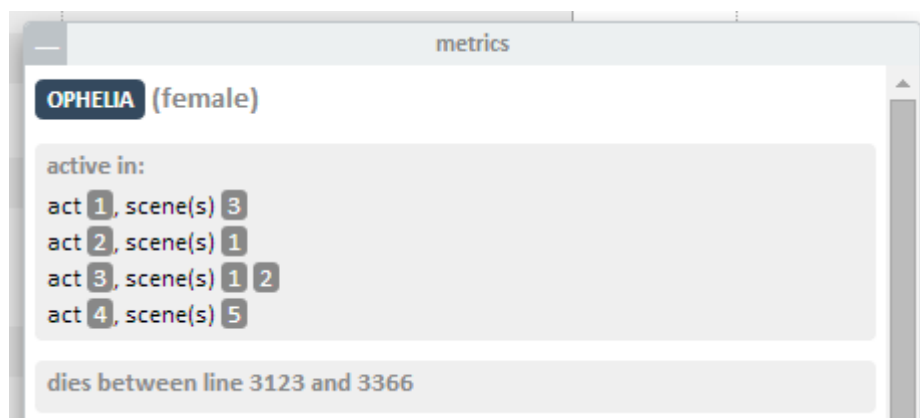 metrics
OPHELIA (female)
active in:
act 1, scene(s) 3
act 2, scene(s) 1
act 3, scene(s) 1 2
act 4, scene(s) 5
dies between line 3123 and 3366